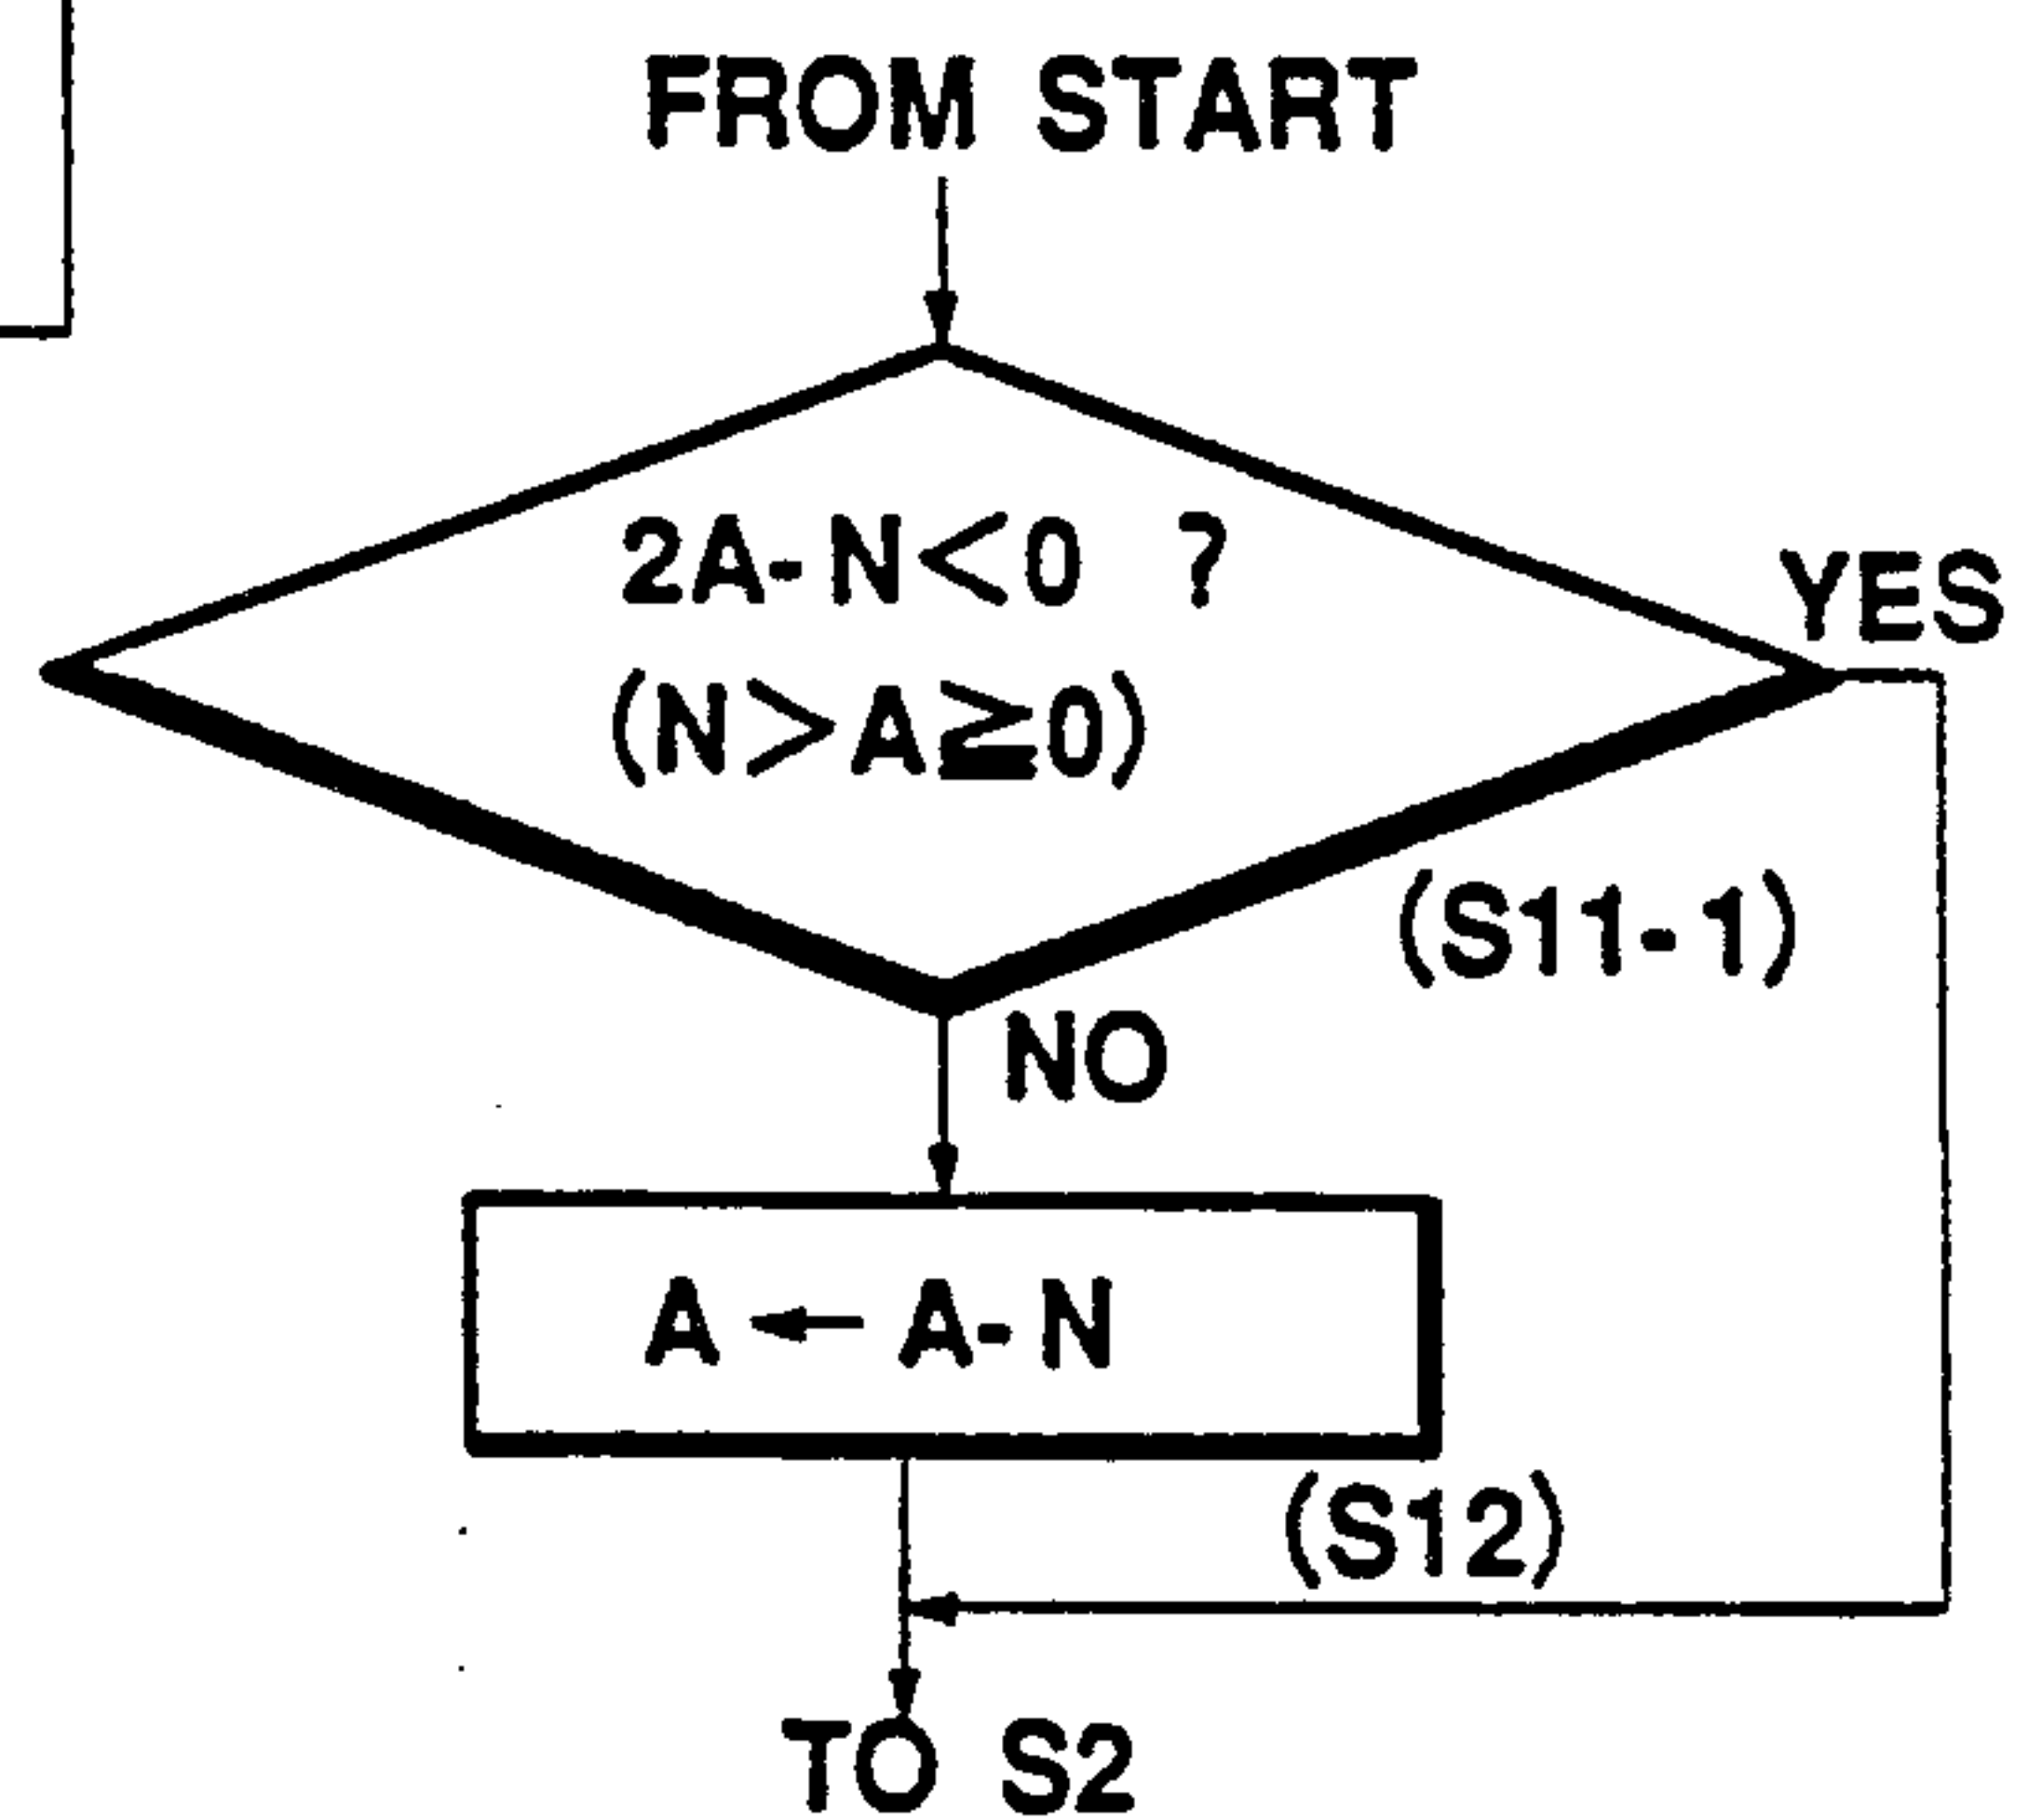 FROM START
2A-N<0 ?
YES
(N>A≧0)
(S11-1)
NO
A ← A-N
(S12)
TO S2